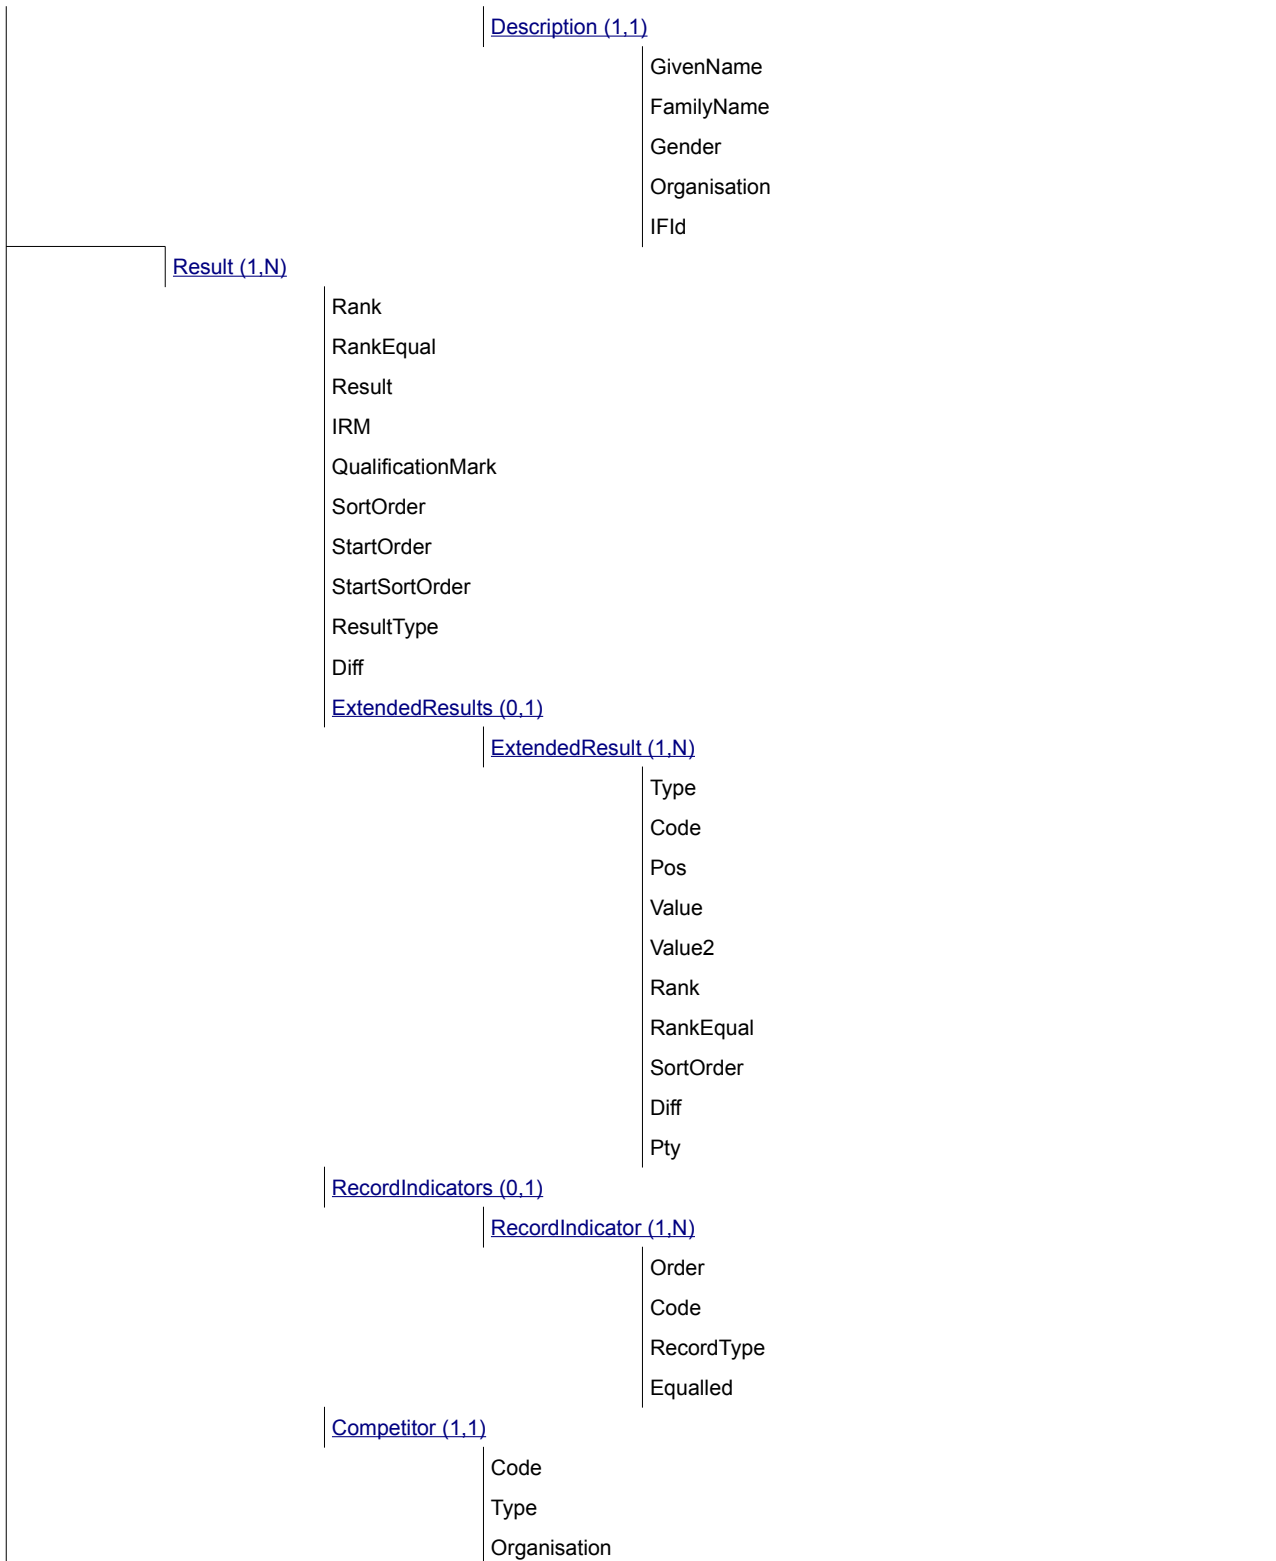 Description (1,1)
GivenName
FamilyName
Gender
Organisation
IFId
Result (1,N)
Rank
RankEqual
Result
IRM
QualificationMark
SortOrder
StartOrder
StartSortOrder
ResultType
Diff
ExtendedResults (0,1)
ExtendedResult (1,N)
Type
Code
Pos
Value
Value2
Rank
RankEqual
SortOrder
Diff
Pty
RecordIndicators (0,1)
RecordIndicator (1,N)
Order
Code
RecordType
Equalled
Competitor (1,1)
Code
Type
Organisation